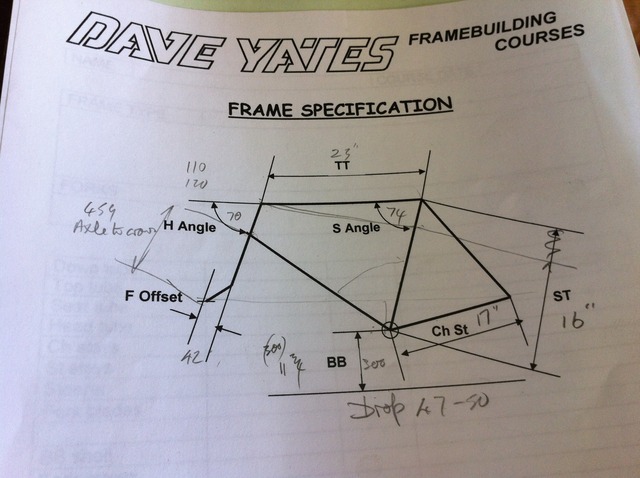 DAVE YATES FRAMEBUILDING
COURSES
FRAME SPECIFICATION
23"
TT
110
120
459
Axle to crown
70
H Angle
74
S Angle
F Offset
ST
16"
17"
Ch St
42
(300)
11 3/4
BB
300
Drop 47-50